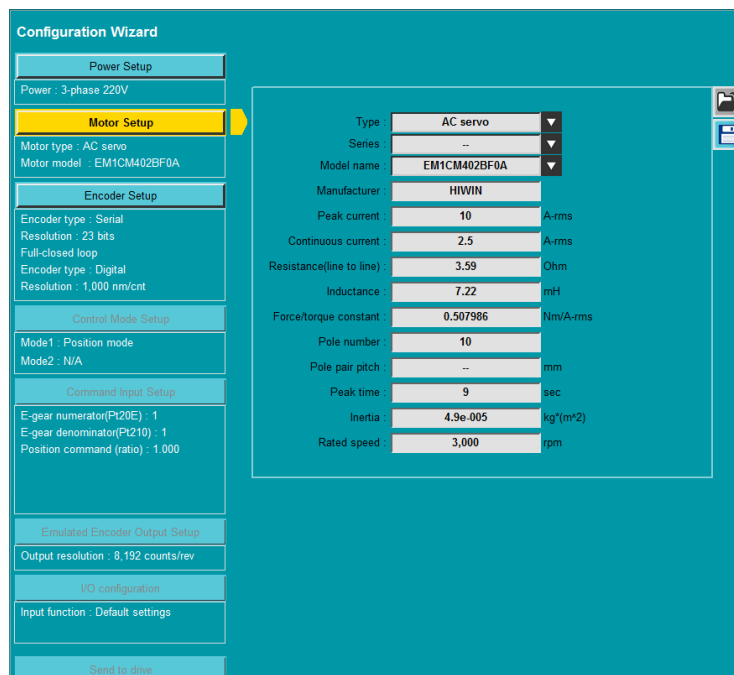 Configuration Wizard
Power Setup
Power : 3-phase 220V
Motor Setup
Motor type : AC servo
Motor model : EM1CM402BF0A
Encoder Setup
Encoder type : Serial
Resolution : 23 bits
Full-closed loop
Encoder type : Digital
Resolution : 1,000 nm/cnt
Control Mode Setup
Mode1 : Position mode
Mode2 : N/A
Command Input Setup
E-gear numerator(Pt20E) : 1
E-gear denominator(Pt210) : 1
Position command (ratio) : 1.000
Emulated Encoder Output Setup
Output resolution : 8,192 counts/rev
I/O configuration
Input function : Default settings
Send to drive
Type : AC servo
Series : --
Model name : EM1CM402BF0A
Manufacturer : HIWIN
Peak current : 10 A-rms
Continuous current : 2.5 A-rms
Resistance(line to line) : 3.59 Ohm
Inductance : 7.22 mH
Force/torque constant : 0.507986 Nm/A-rms
Pole number : 10
Pole pair pitch : -- mm
Peak time : 9 sec
Inertia : 4.9e-005 kg*(m^2)
Rated speed : 3,000 rpm